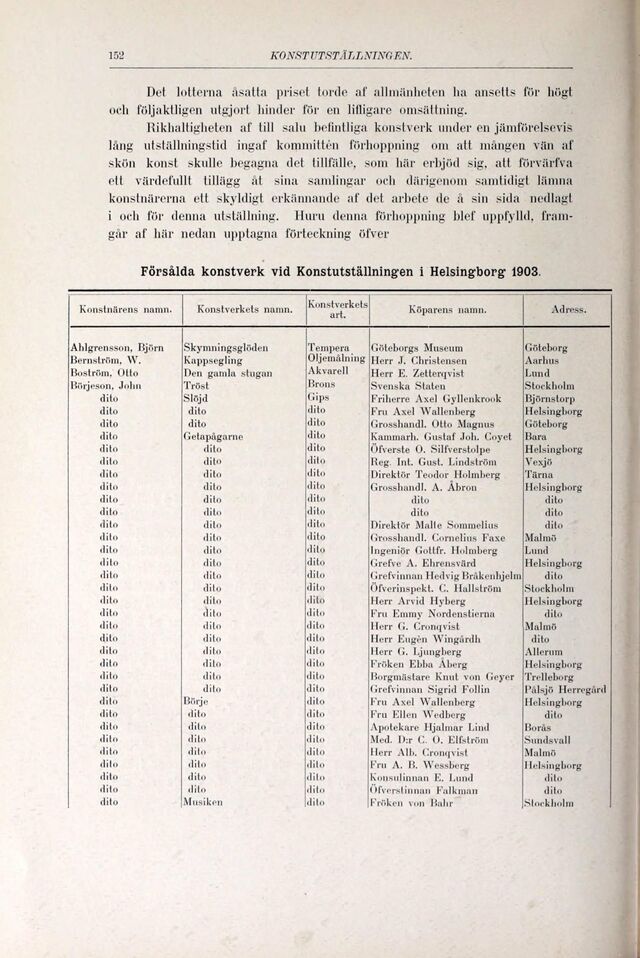 152 KONSTUTSTÄLLNINGEN.
Det lotterna åsatta priset torde af allmänheten ha ansetts för högt
och följaktligen utgjort hinder för en lifligare omsättning.
Rikhaltigheten af till salu befintliga konstverk under en jämförelsevis
lång utställningstid ingaf kommittén förhoppning om att mången vän af
skön konst skulle begagna det tillfälle, som här erbjöd sig, att förvärfva
ett värdefullt tillägg åt sina samlingar och därigenom samtidigt lämna
konstnärerna ett skyldigt erkännande af det arbete de å sin sida nedlagt
i och för denna utställning. Huru denna förhoppning blef uppfylld, fram-
går af här nedan upptagna förteckning öfver
Försålda konstverk vid Konstutställningen i Helsingborg 1903.
Konstnärens namn. Konstverkets namn. Konstverkets art. Köparens namn. Adress.
Ahlgrensson, Björn Skymningsglöden Tempera Göteborgs Museum Göteborg
Bernström, W. Kappsegling Oljemålning Herr J. Christensen Aarhus
Boström, Otto Den gamla stugan Akvarell Herr E. Zetterqvist Lund
Börjeson, John Tröst Brons Svenska Staten Stockholm
dito Slöjd Gips Friherre Axel Gyllenkrook Björnstorp
dito dito dito Fru Axel Wallenberg Helsingborg
dito dito dito Grosshandl. Otto Magnus Göteborg
dito Getapågarne dito Kammarh. Gustaf Joh. Coyet Bara
dito dito dito Öfverste O. Silfverstolpe Helsingborg
dito dito dito Reg. Int. Gust. Lindström Vexjö
dito dito dito Direktör Teodor Holmberg Tärna
dito dito dito Grosshandl. A. Åbron Helsingborg
dito dito dito dito dito
dito dito dito dito dito
dito dito dito Direktör Malte Sommelius dito
dito dito dito Grosshandl. Cornelius Faxe Malmö
dito dito dito Ingeniör Gottfr. Holmberg Lund
dito dito dito Grefve A. Ehrensvärd Helsingborg
dito dito dito Grefvinnan Hedvig Bråkenhjelm dito
dito dito dito Öfverinspekt. C. Hallström Stockholm
dito dito dito Herr Arvid Hyberg Helsingborg
dito dito dito Fru Emmy Nordenstierna dito
dito dito dito Herr G. Cronqvist Malmö
dito dito dito Herr Eugèn Wingårdh dito
dito dito dito Herr G. Ljungberg Allerum
dito dito dito Fröken Ebba Åberg Helsingborg
dito dito dito Borgmästare Knut von Geyer Trelleborg
dito dito dito Grefvinnan Sigrid Follin Pålsjö Herregård
dito Börje dito Fru Axel Wallenberg Helsingborg
dito dito dito Fru Ellen Wedberg dito
dito dito dito Apotekare Hjalmar Lind Borås
dito dito dito Med. D:r C. O. Elfström Sundsvall
dito dito dito Herr Alb. Cronqvist Malmö
dito dito dito Fru A. B. Wessberg Helsingborg
dito dito dito Konsulinnan E. Lund dito
dito dito dito Öfverstinnan Falkman dito
dito Musiken dito Fröken von Bahr Stockholm